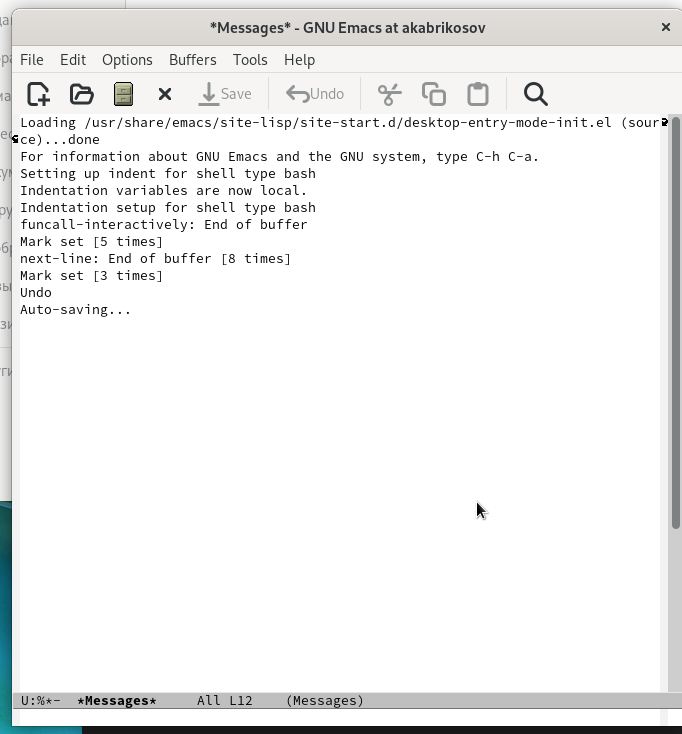 *Messages* - GNU Emacs at akabrikosov
File Edit Options Buffers Tools Help
Save Undo
Loading /usr/share/emacs/site-lisp/site-start.d/desktop-entry-mode-init.el (sour
ce)...done
For information about GNU Emacs and the GNU system, type C-h C-a.
Setting up indent for shell type bash
Indentation variables are now local.
Indentation setup for shell type bash
funcall-interactively: End of buffer
Mark set [5 times]
next-line: End of buffer [8 times]
Mark set [3 times]
Undo
Auto-saving...
U:%*- *Messages* All L12 (Messages)